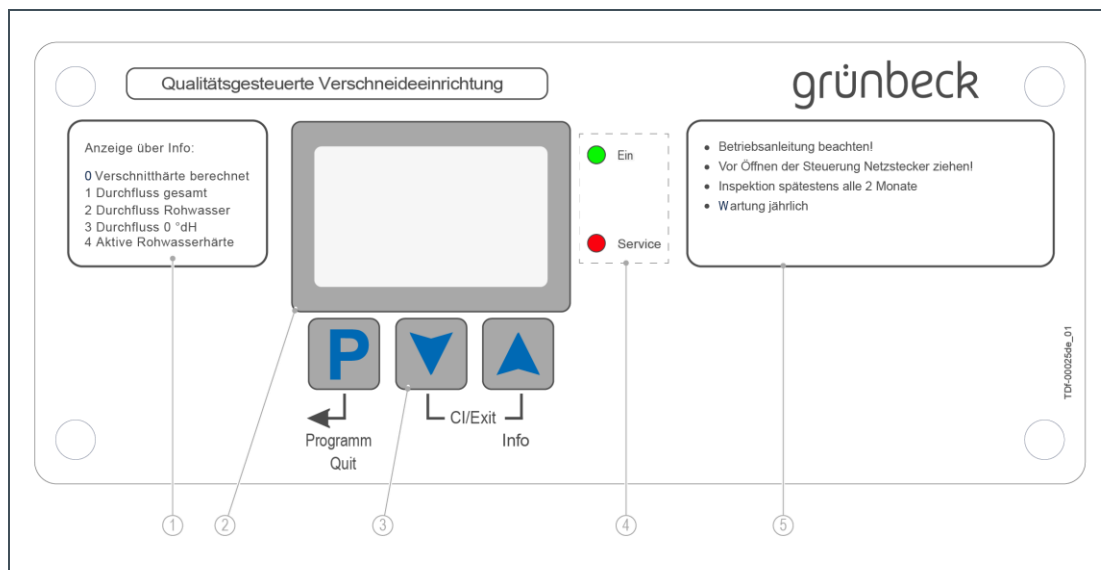 Qualitätsgesteuerte Verschneideeinrichtung
grünbeck
Anzeige über Info:
0 Verschnitthärte berechnet
1 Durchfluss gesamt
2 Durchfluss Rohwasser
3 Durchfluss 0 °dH
4 Aktive Rohwasserhärte
Ein
Service
• Betriebsanleitung beachten!
• Vor Öffnen der Steuerung Netzstecker ziehen!
• Inspektion spätestens alle 2 Monate
• Wartung jährlich
P
CI/Exit
Programm
Quit
Info
TDf-00025de_01
1
2
3
4
5